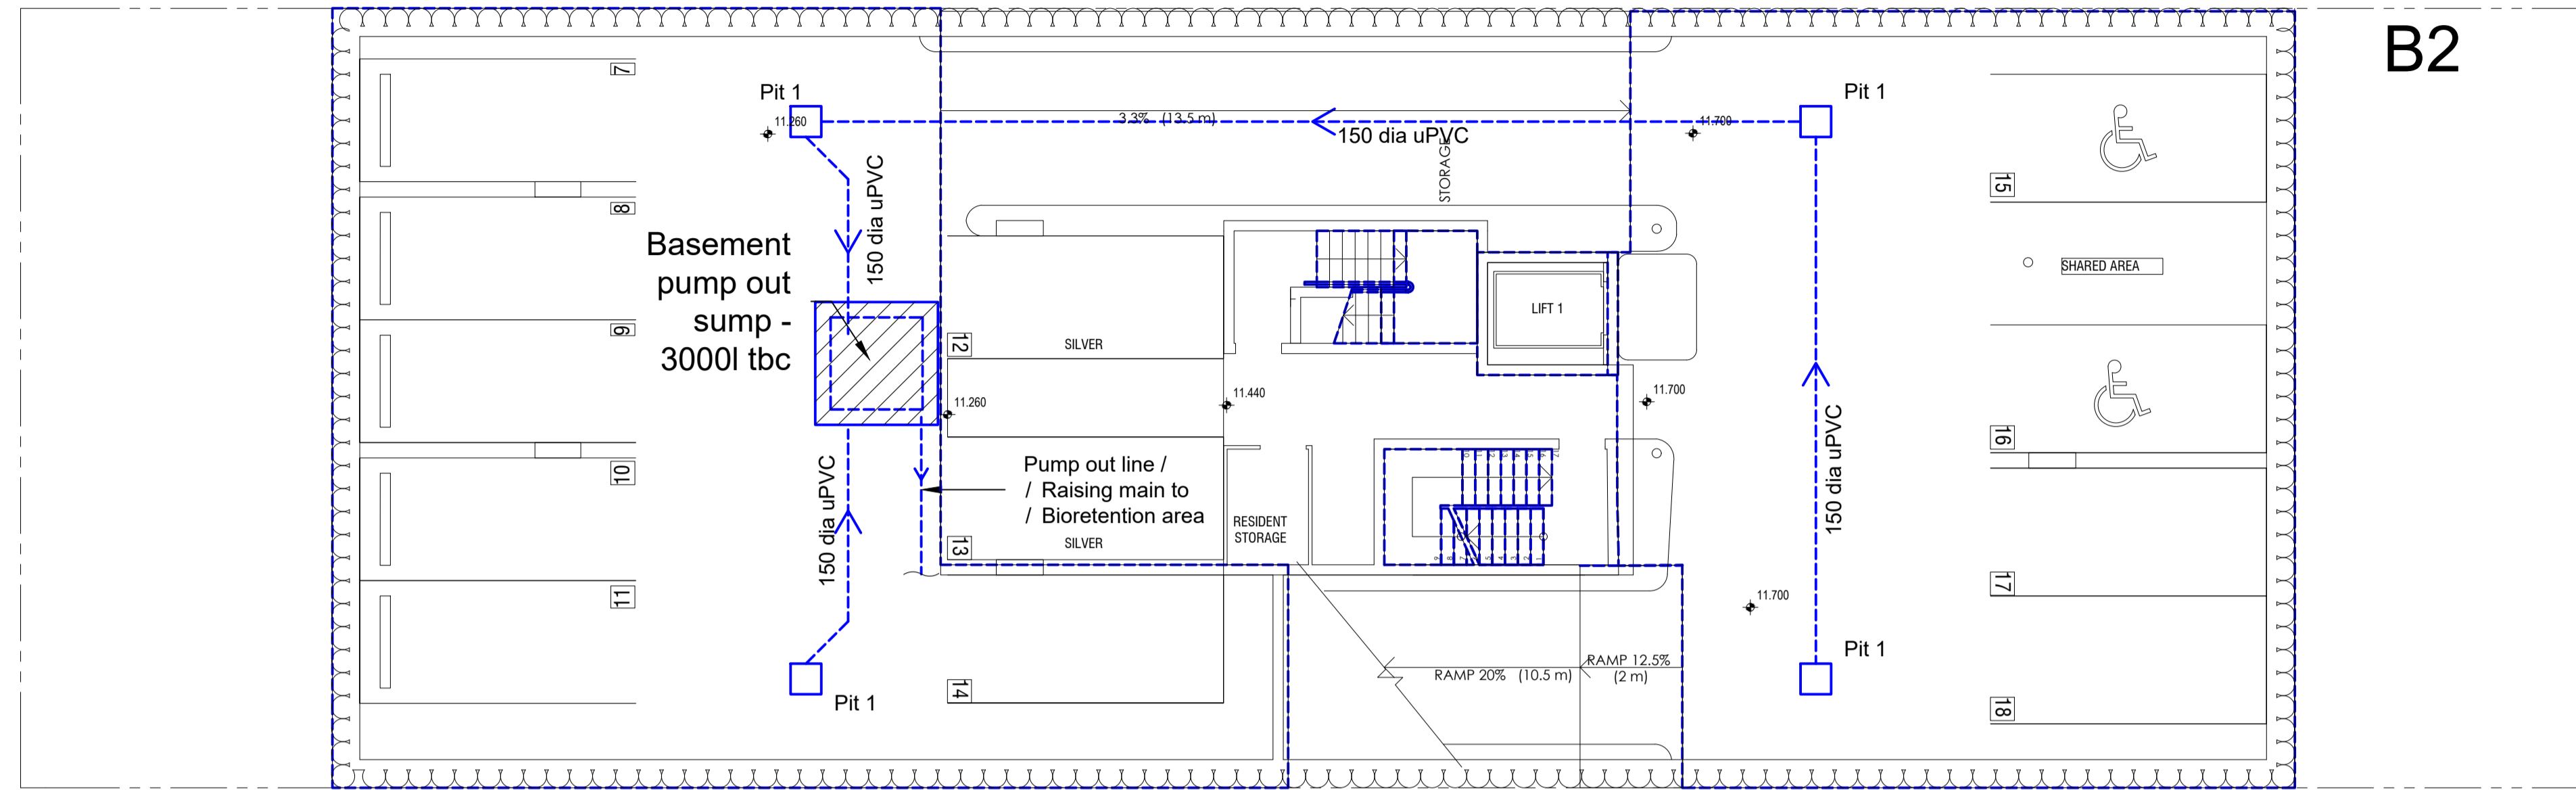 B2
Pit 1
11.260
3.3% (13.5 m)
150 dia uPVC
STORAGE
11.700
Pit 1
7
8
9
10
11
150 dia uPVC
Basement
pump out
sump -
3000l tbc
12
SILVER
11.260
11.440
LIFT 1
11.700
15
SHARED AREA
16
17
18
150 dia uPVC
150 dia uPVC
Pump out line /
/ Raising main to
/ Bioretention area
13
SILVER
RESIDENT
STORAGE
11.700
14
Pit 1
RAMP 20% (10.5 m)
RAMP 12.5%
(2 m)
Pit 1